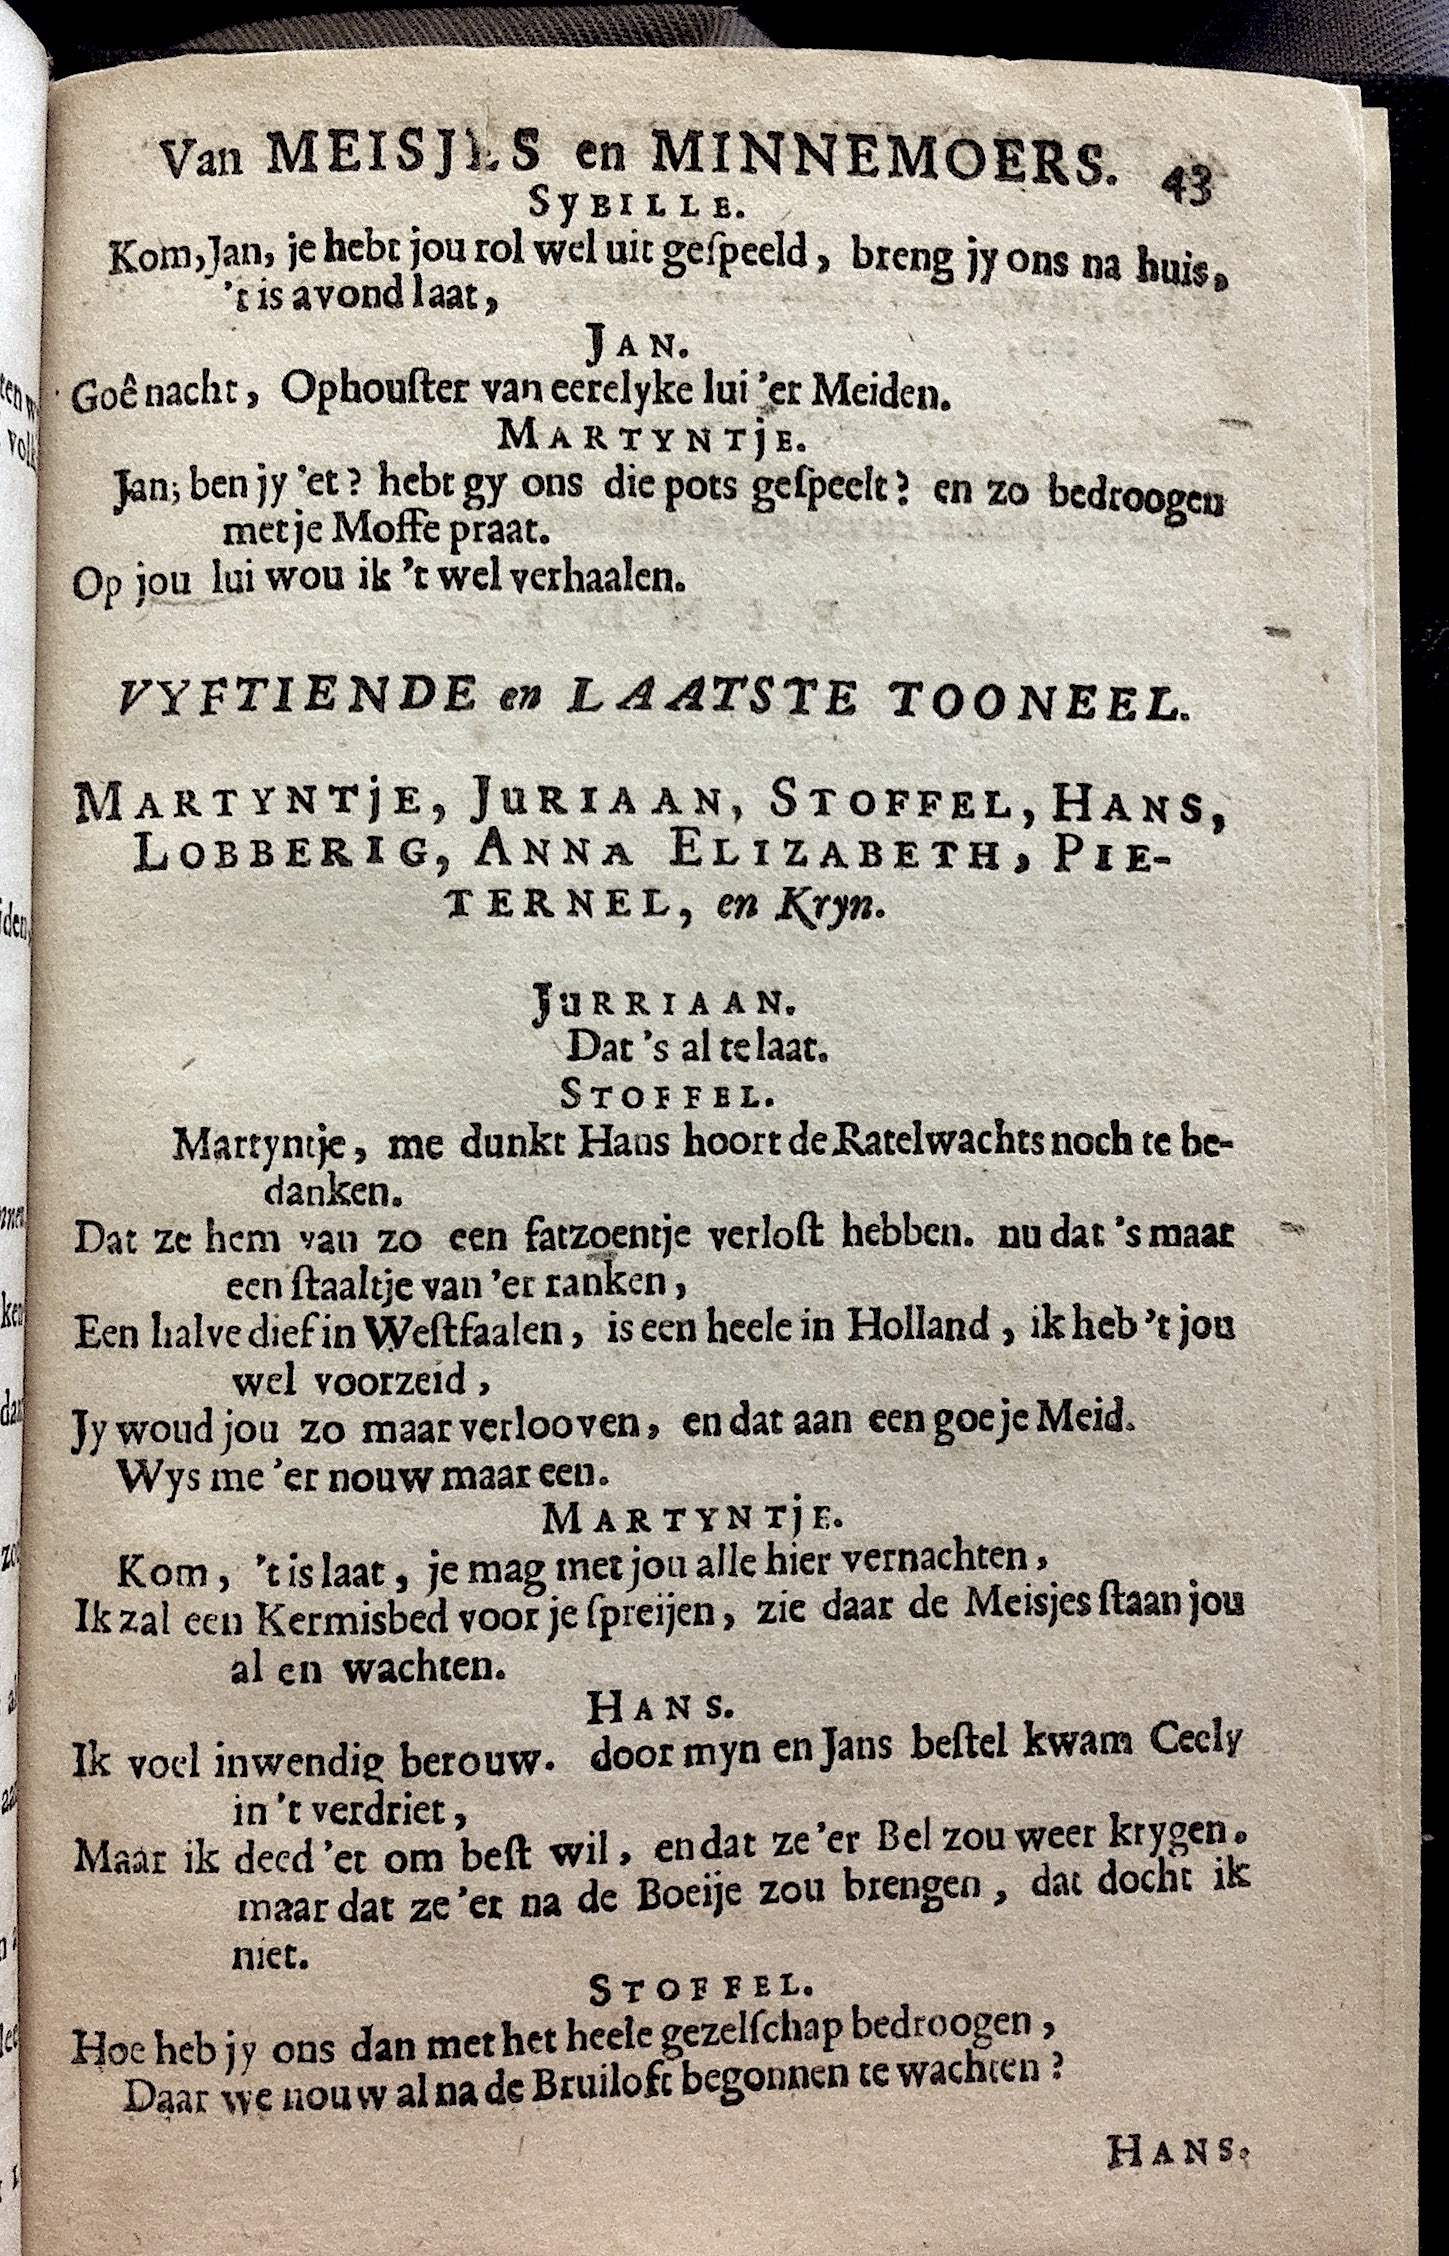 Van MEISJES en MINNEMOERS. 43
SYBILLE.
Kom, Jan, je hebt jou rol wel uit geſpeeld, breng jy ons na huis,
't is avond laat,
JAN.
Goê nacht, Ophouſter van eerelyke lui 'er Meiden.
MARTYNTjE.
Jan; ben jy 'et? hebt gy ons die pots geſpeelt? en zo bedroogen
met je Moffe praat.
Op jou lui wou ik 't wel verhaalen.
VYFTIENDE en LAATSTE TOONEEL.
MARTYNTjE, JURIAAN, STOFFEL, HANS,
LOBBERIG, ANNA ELIZABETH, PIE-
TERNEL, en Kryn.
JURRIAAN.
Dat 's al te laat.
STOFFEL.
Martyntje, me dunkt Hans hoort de Ratelwachts noch te be-
danken.
Dat ze hem van zo een fatzoentje verloſt hebben. nu dat 's maar
een ſtaaltje van 'er ranken,
Een halve dief in Weſtfaalen, is een heele in Holland, ik heb 't jou
wel voorzeid,
Jy woud jou zo maar verlooven, en dat aan een goeje Meid.
Wys me 'er nouw maar een.
MARTYNTjE.
Kom, 't is laat, je mag met jou alle hier vernachten,
Ik zal een Kermisbed voor je ſpreijen, zie daar de Meisjes ſtaan jou
al en wachten.
HANS.
Ik voel inwendig berouw. door myn en Jans beſtel kwam Ceely
in 't verdriet,
Maar ik deed 'et om beſt wil, en dat ze 'er Bel zou weer krygen.
maar dat ze 'er na de Boeije zou brengen, dat docht ik
niet.
STOFFEL.
Hoe heb jy ons dan met het heele gezelſchap bedroogen,
Daar we nouw al na de Bruiloft begonnen te wachten?
HANS.